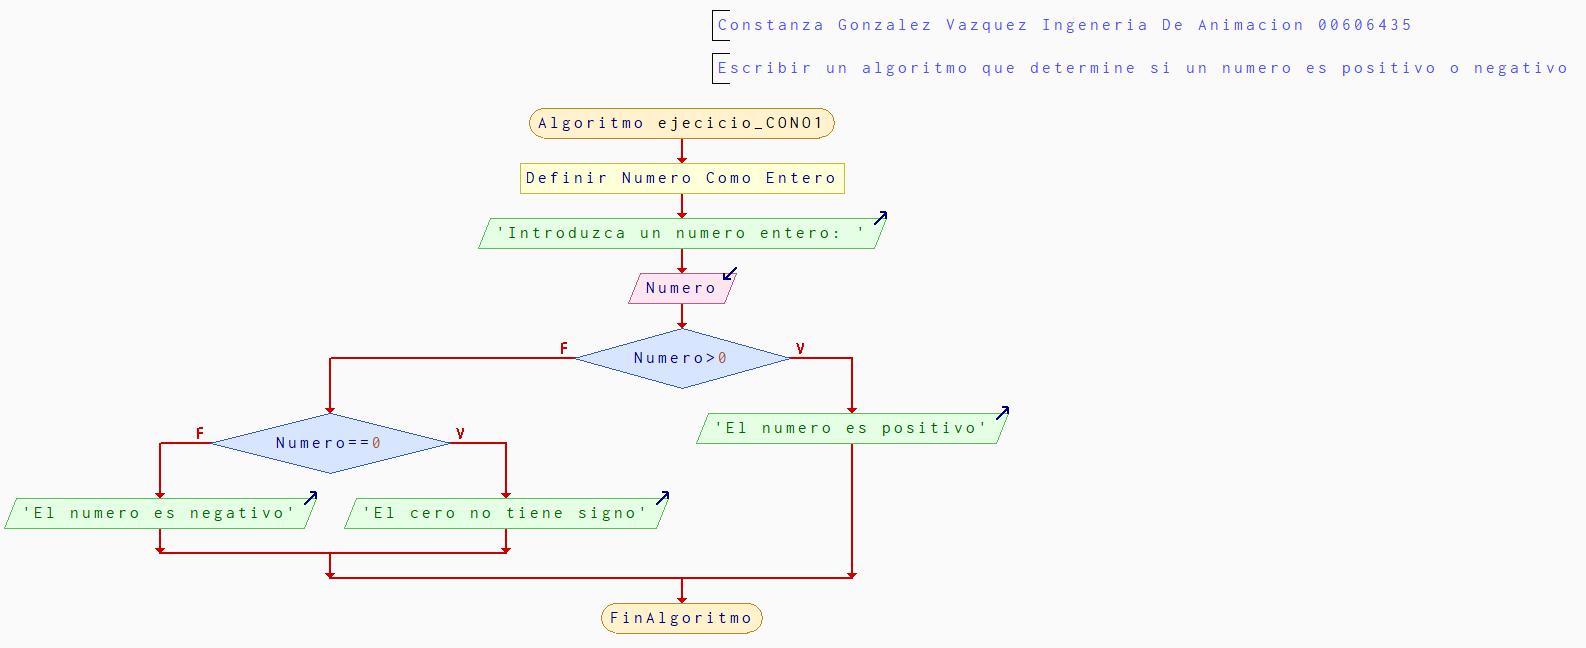 Constanza Gonzalez Vazquez Ingeneria De Animacion 00606435
Escribir un algoritmo que determine si un numero es positivo o negativo
Algoritmo ejecicio_CONO1
Definir Numero Como Entero
'Introduzca un numero entero: '
Numero
Numero>0
F
V
Numero==0
F
V
'El numero es positivo'
'El numero es negativo'
'El cero no tiene signo'
FinAlgoritmo